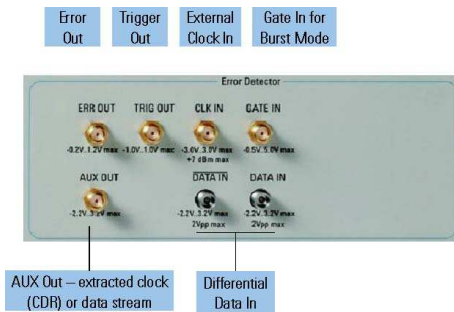 Error Out
Trigger Out
External Clock In
Gate In for Burst Mode
Error Detector
ERR OUT TRIG OUT CLK IN GATE IN
-0.2V..1.2V max -1.0V..1.0V max -3.0V..3.0V max -0.5V..5.0V max
+7 dBm max
AUX OUT DATA IN DATA IN
-2.2V..3.2V max -2.2V..3.2V max -2.2V..3.2V max
2Vpp max 2Vpp max
AUX Out – extracted clock
(CDR) or data stream
Differential
Data In